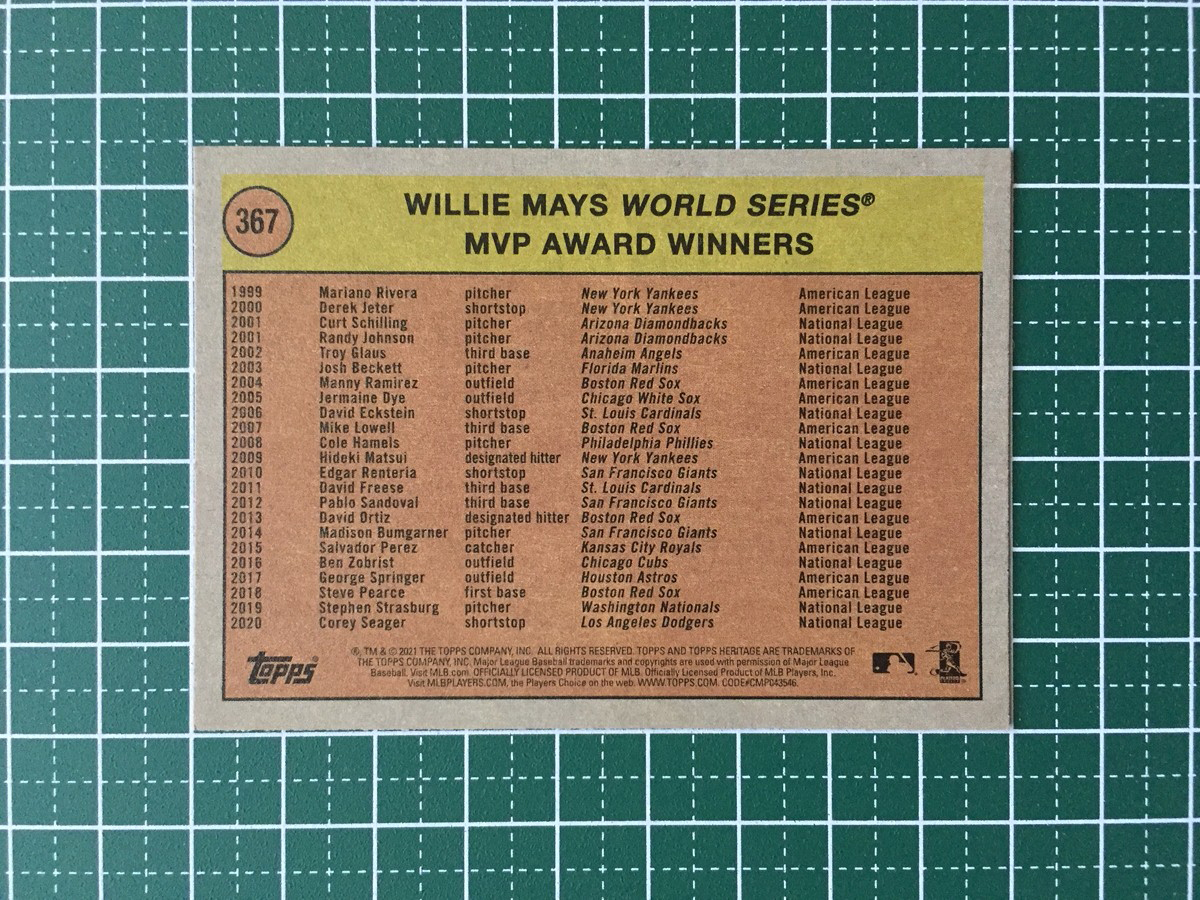 367
WILLIE MAYS WORLD SERIES®
MVP AWARD WINNERS
1999 Mariano Rivera pitcher New York Yankees American League
2000 Derek Jeter shortstop New York Yankees American League
2001 Curt Schilling pitcher Arizona Diamondbacks National League
2001 Randy Johnson pitcher Arizona Diamondbacks National League
2002 Troy Glaus third base Anaheim Angels American League
2003 Josh Beckett pitcher Florida Marlins National League
2004 Manny Ramirez outfield Boston Red Sox American League
2005 Jermaine Dye outfield Chicago White Sox American League
2006 David Eckstein shortstop St. Louis Cardinals National League
2007 Mike Lowell third base Boston Red Sox American League
2008 Cole Hamels pitcher Philadelphia Phillies National League
2009 Hideki Matsui designated hitter New York Yankees American League
2010 Edgar Renteria shortstop San Francisco Giants National League
2011 David Freese third base St. Louis Cardinals National League
2012 Pablo Sandoval third base San Francisco Giants National League
2013 David Ortiz designated hitter Boston Red Sox American League
2014 Madison Bumgarner pitcher San Francisco Giants National League
2015 Salvador Perez catcher Kansas City Royals American League
2016 Ben Zobrist outfield Chicago Cubs National League
2017 George Springer outfield Houston Astros American League
2018 Steve Pearce first base Boston Red Sox American League
2019 Stephen Strasburg pitcher Washington Nationals National League
2020 Corey Seager shortstop Los Angeles Dodgers National League
Topps®
®, TM & © 2021 THE TOPPS COMPANY, INC. ALL RIGHTS RESERVED. TOPPS AND TOPPS HERITAGE ARE TRADEMARKS OF
THE TOPPS COMPANY, INC. Major League Baseball trademarks and copyrights are used with permission of Major League
Baseball. Visit MLB.com. OFFICIALLY LICENSED PRODUCT OF MLB. Officially Licensed Product of MLB Players, Inc.
Visit MLBPLAYERS.COM, the Players Choice on the web. WWW.TOPPS.COM. CODE#CMP043546.